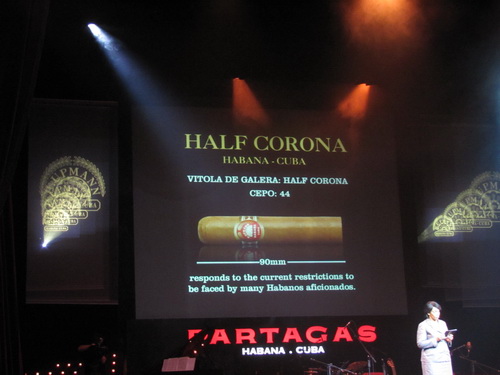 HALF CORONA
HABANA - CUBA
VITOLA DE GALERA: HALF CORONA
CEPO: 44
90mm
responds to the current restrictions to
be faced by many Habanos aficionados.
PARTAGAS
HABANA . CUBA